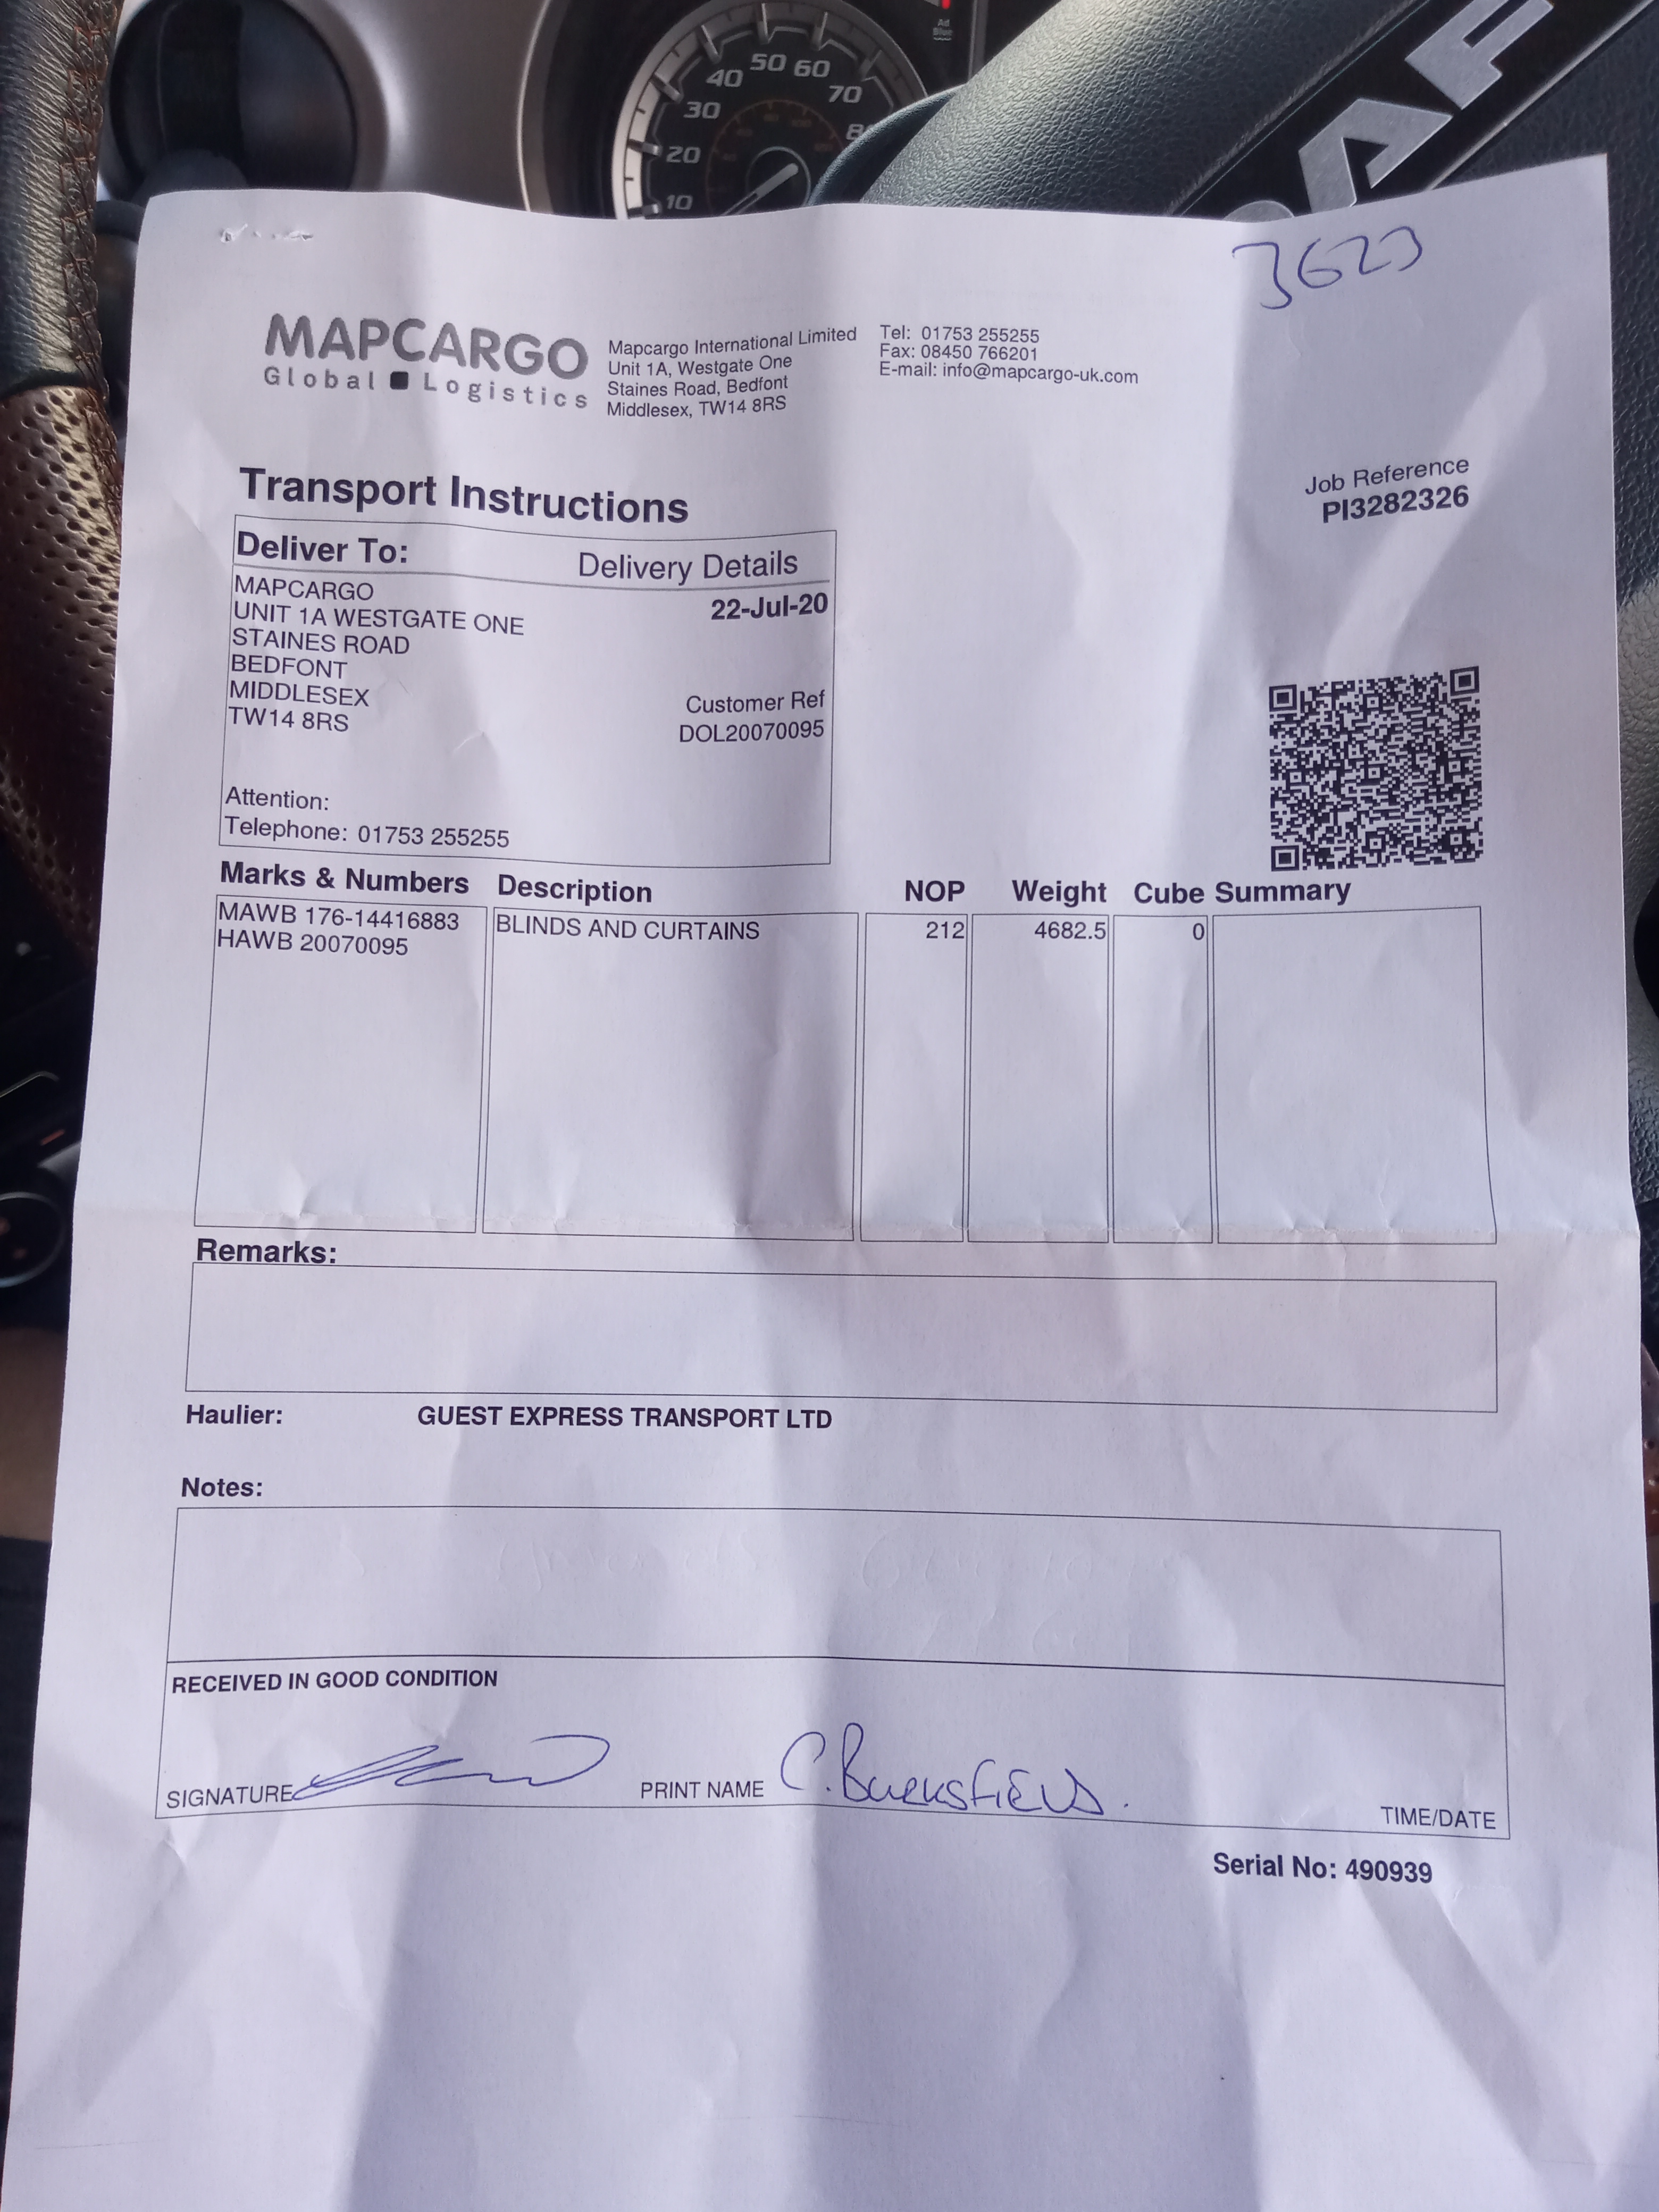 Ad
Blue
10
20
30
40
50 60
70
3623
MAPCARGO
Global Logistics
Mapcargo International Limited
Unit 1A, Westgate One
Staines Road, Bedfont
Middlesex, TW14 8RS
Tel: 01753 255255
Fax: 08450 766201
E-mail: info@mapcargo-uk.com
Transport Instructions
Job Reference
PI3282326
Deliver To:
Delivery Details
MAPCARGO
UNIT 1A WESTGATE ONE
STAINES ROAD
BEDFONT
MIDDLESEX
TW14 8RS
22-Jul-20
Customer Ref
DOL20070095
Attention:
Telephone: 01753 255255
Marks & Numbers Description NOP Weight Cube Summary
MAWB 176-14416883 BLINDS AND CURTAINS 212 4682.5 0
HAWB 20070095
Remarks:
Haulier: GUEST EXPRESS TRANSPORT LTD
Notes:
RECEIVED IN GOOD CONDITION
SIGNATURE PRINT NAME C. TIME/DATE
Serial No: 490939